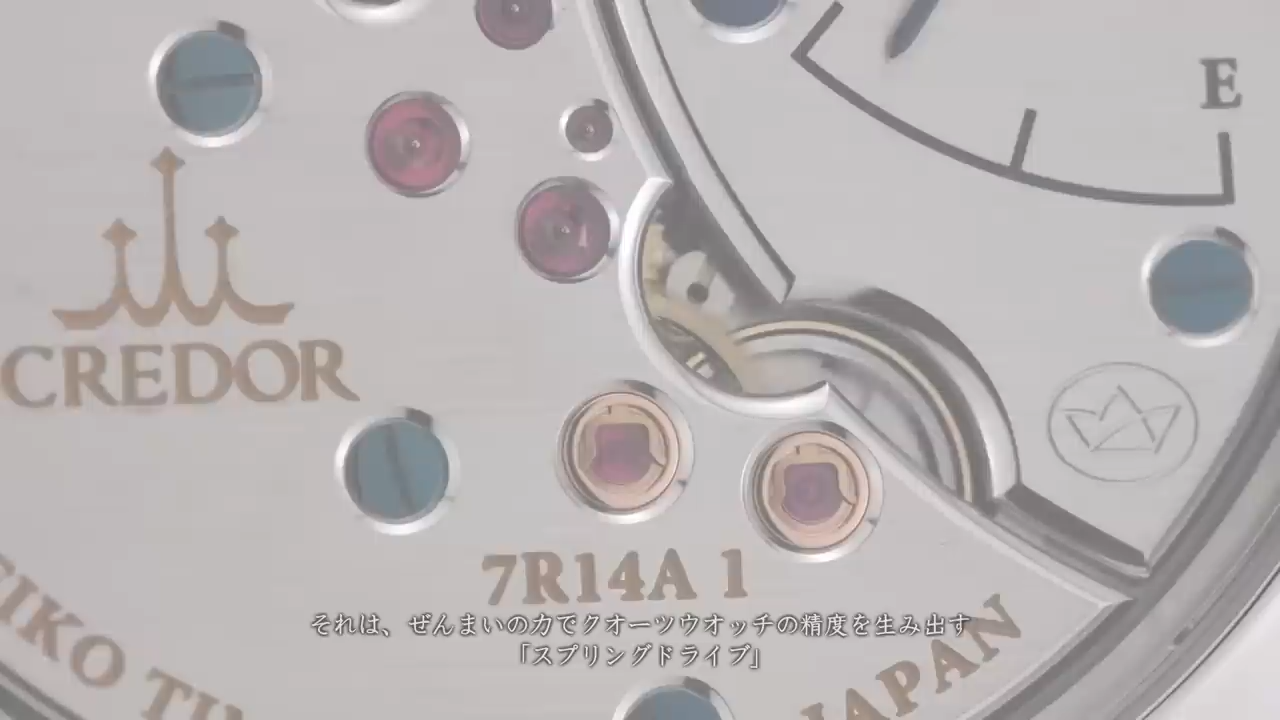 E
CREDOR
7R14A 1
それは、ぜんまいの力でクオーツウオッチの精度を生み出す
「スプリングドライブ」
JAPAN